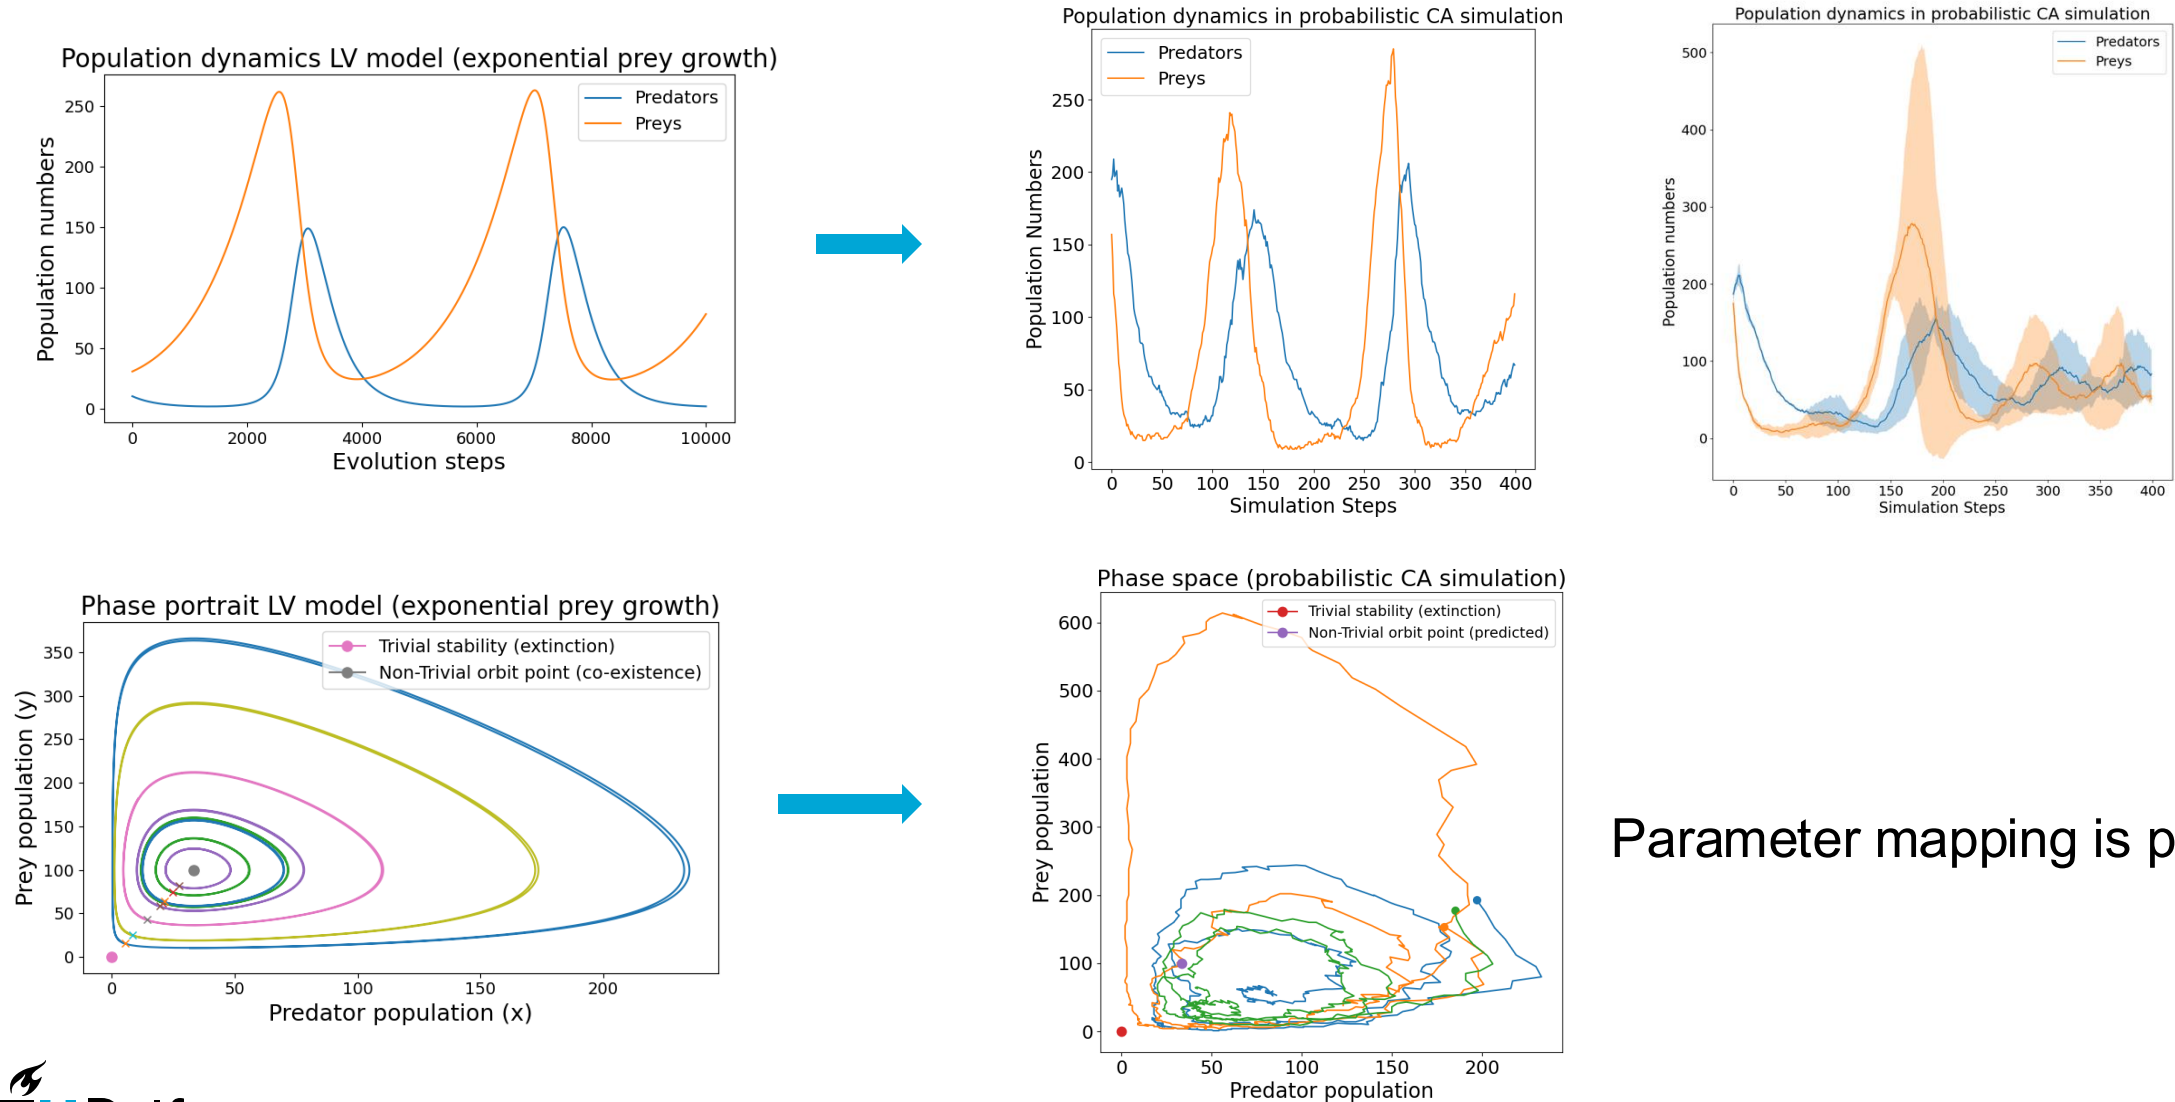 Population dynamics LV model (exponential prey growth)
Population numbers
250
200
150
100
50
0
Predators
Preys
0 2000 4000 6000 8000 10000
Evolution steps
Population dynamics in probabilistic CA simulation
Population Numbers
250
200
150
100
50
0
Predators
Preys
0 50 100 150 200 250 300 350 400
Simulation Steps
Population dynamics in probabilistic CA simulation
Population numbers
500
400
300
200
100
0
Predators
Preys
0 50 100 150 200 250 300 350 400
Simulation Steps
Phase portrait LV model (exponential prey growth)
Prey population (y)
350
300
250
200
150
100
50
0
Trivial stability (extinction)
Non-Trivial orbit point (co-existence)
0 50 100 150 200
Predator population (x)
Phase space (probabilistic CA simulation)
Prey population
600
500
400
300
200
100
0
Trivial stability (extinction)
Non-Trivial orbit point (predicted)
0 50 100 150 200
Predator population
Parameter mapping is p